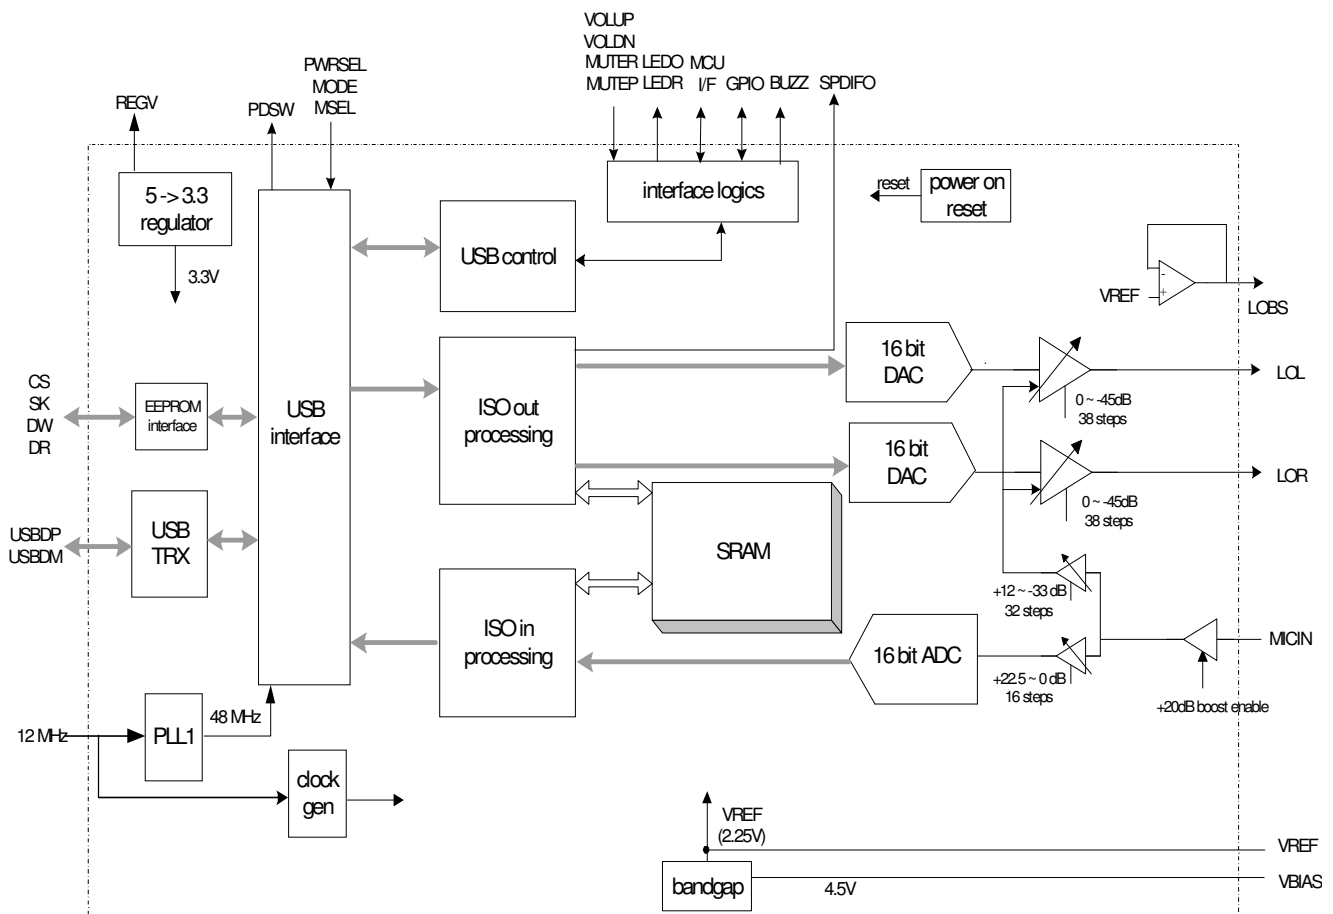 VOLUP
VOLDN
MUTER
MUTEP
LEDO
LEDR
MCU
I/F
GPIO
BUZZ
SPDIFO
PWRSEL
MODE
MSEL
REGV
PDSW
5 -> 3.3
regulator
3.3V
interface logics
reset
power on
reset
USB control
VREF
-
+
LOBS
CS
SK
DW
DR
EEPROM
interface
USB
interface
ISO out
processing
16 bit
DAC
0 ~ -45dB
38 steps
LOL
16 bit
DAC
0 ~ -45dB
38 steps
LOR
USBDP
USBDM
USB
TRX
SRAM
ISO in
processing
16 bit ADC
+12 ~ -33 dB
32 steps
+22.5 ~ 0 dB
16 steps
MICIN
+20dB boost enable
12 MHz
PLL1
48 MHz
clock
gen
VREF
(2.25V)
bandgap
4.5V
VREF
VBIAS